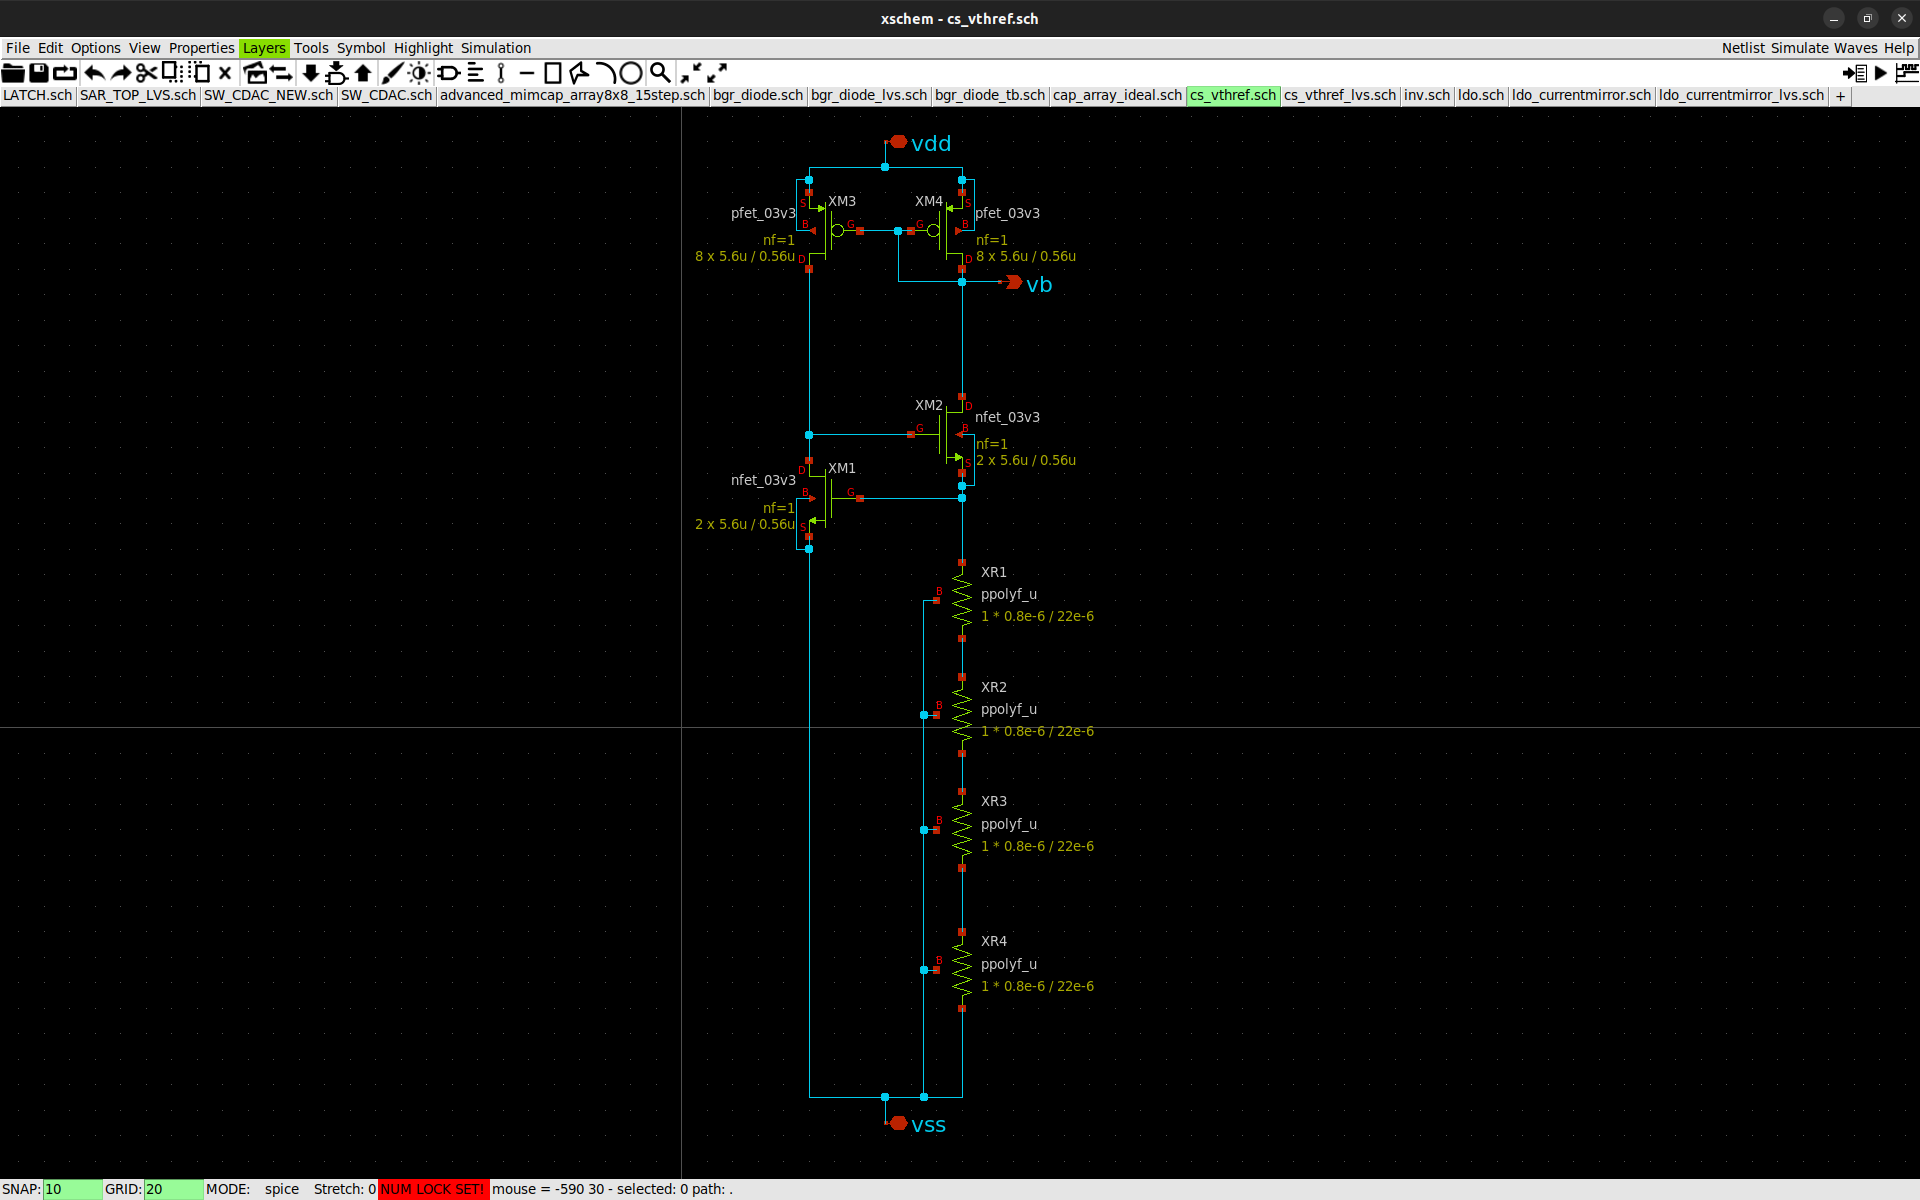 xschem - cs_vthref.sch
File Edit Options View Properties Layers Tools Symbol Highlight Simulation Netlist Simulate Waves Help
LATCH.sch SAR_TOP_LVS.sch SW_CDAC_NEW.sch SW_CDAC.sch advanced_mimcap_array8x8_15step.sch bgr_diode.sch bgr_diode_lvs.sch bgr_diode_tb.sch cap_array_ideal.sch cs_vthref.sch cs_vthref_lvs.sch inv.sch ldo.sch ldo_currentmirror.sch ldo_currentmirror_lvs.sch +
vdd
S XM3 XM4 S
pfet_03v3 pfet_03v3
B G G B
nf=1 nf=1
8 x 5.6u / 0.56u D D 8 x 5.6u / 0.56u
vb
XM2 D
nfet_03v3
G B
nf=1
2 x 5.6u / 0.56u
S
D XM1
nfet_03v3
B G
nf=1
2 x 5.6u / 0.56u S
XR1
B ppolyf_u
1 * 0.8e-6 / 22e-6
XR2
B ppolyf_u
1 * 0.8e-6 / 22e-6
XR3
B ppolyf_u
1 * 0.8e-6 / 22e-6
XR4
B ppolyf_u
1 * 0.8e-6 / 22e-6
vss
SNAP: 10 GRID: 20 MODE: spice Stretch: 0 NUM LOCK SET! mouse = -590 30 - selected: 0 path: .